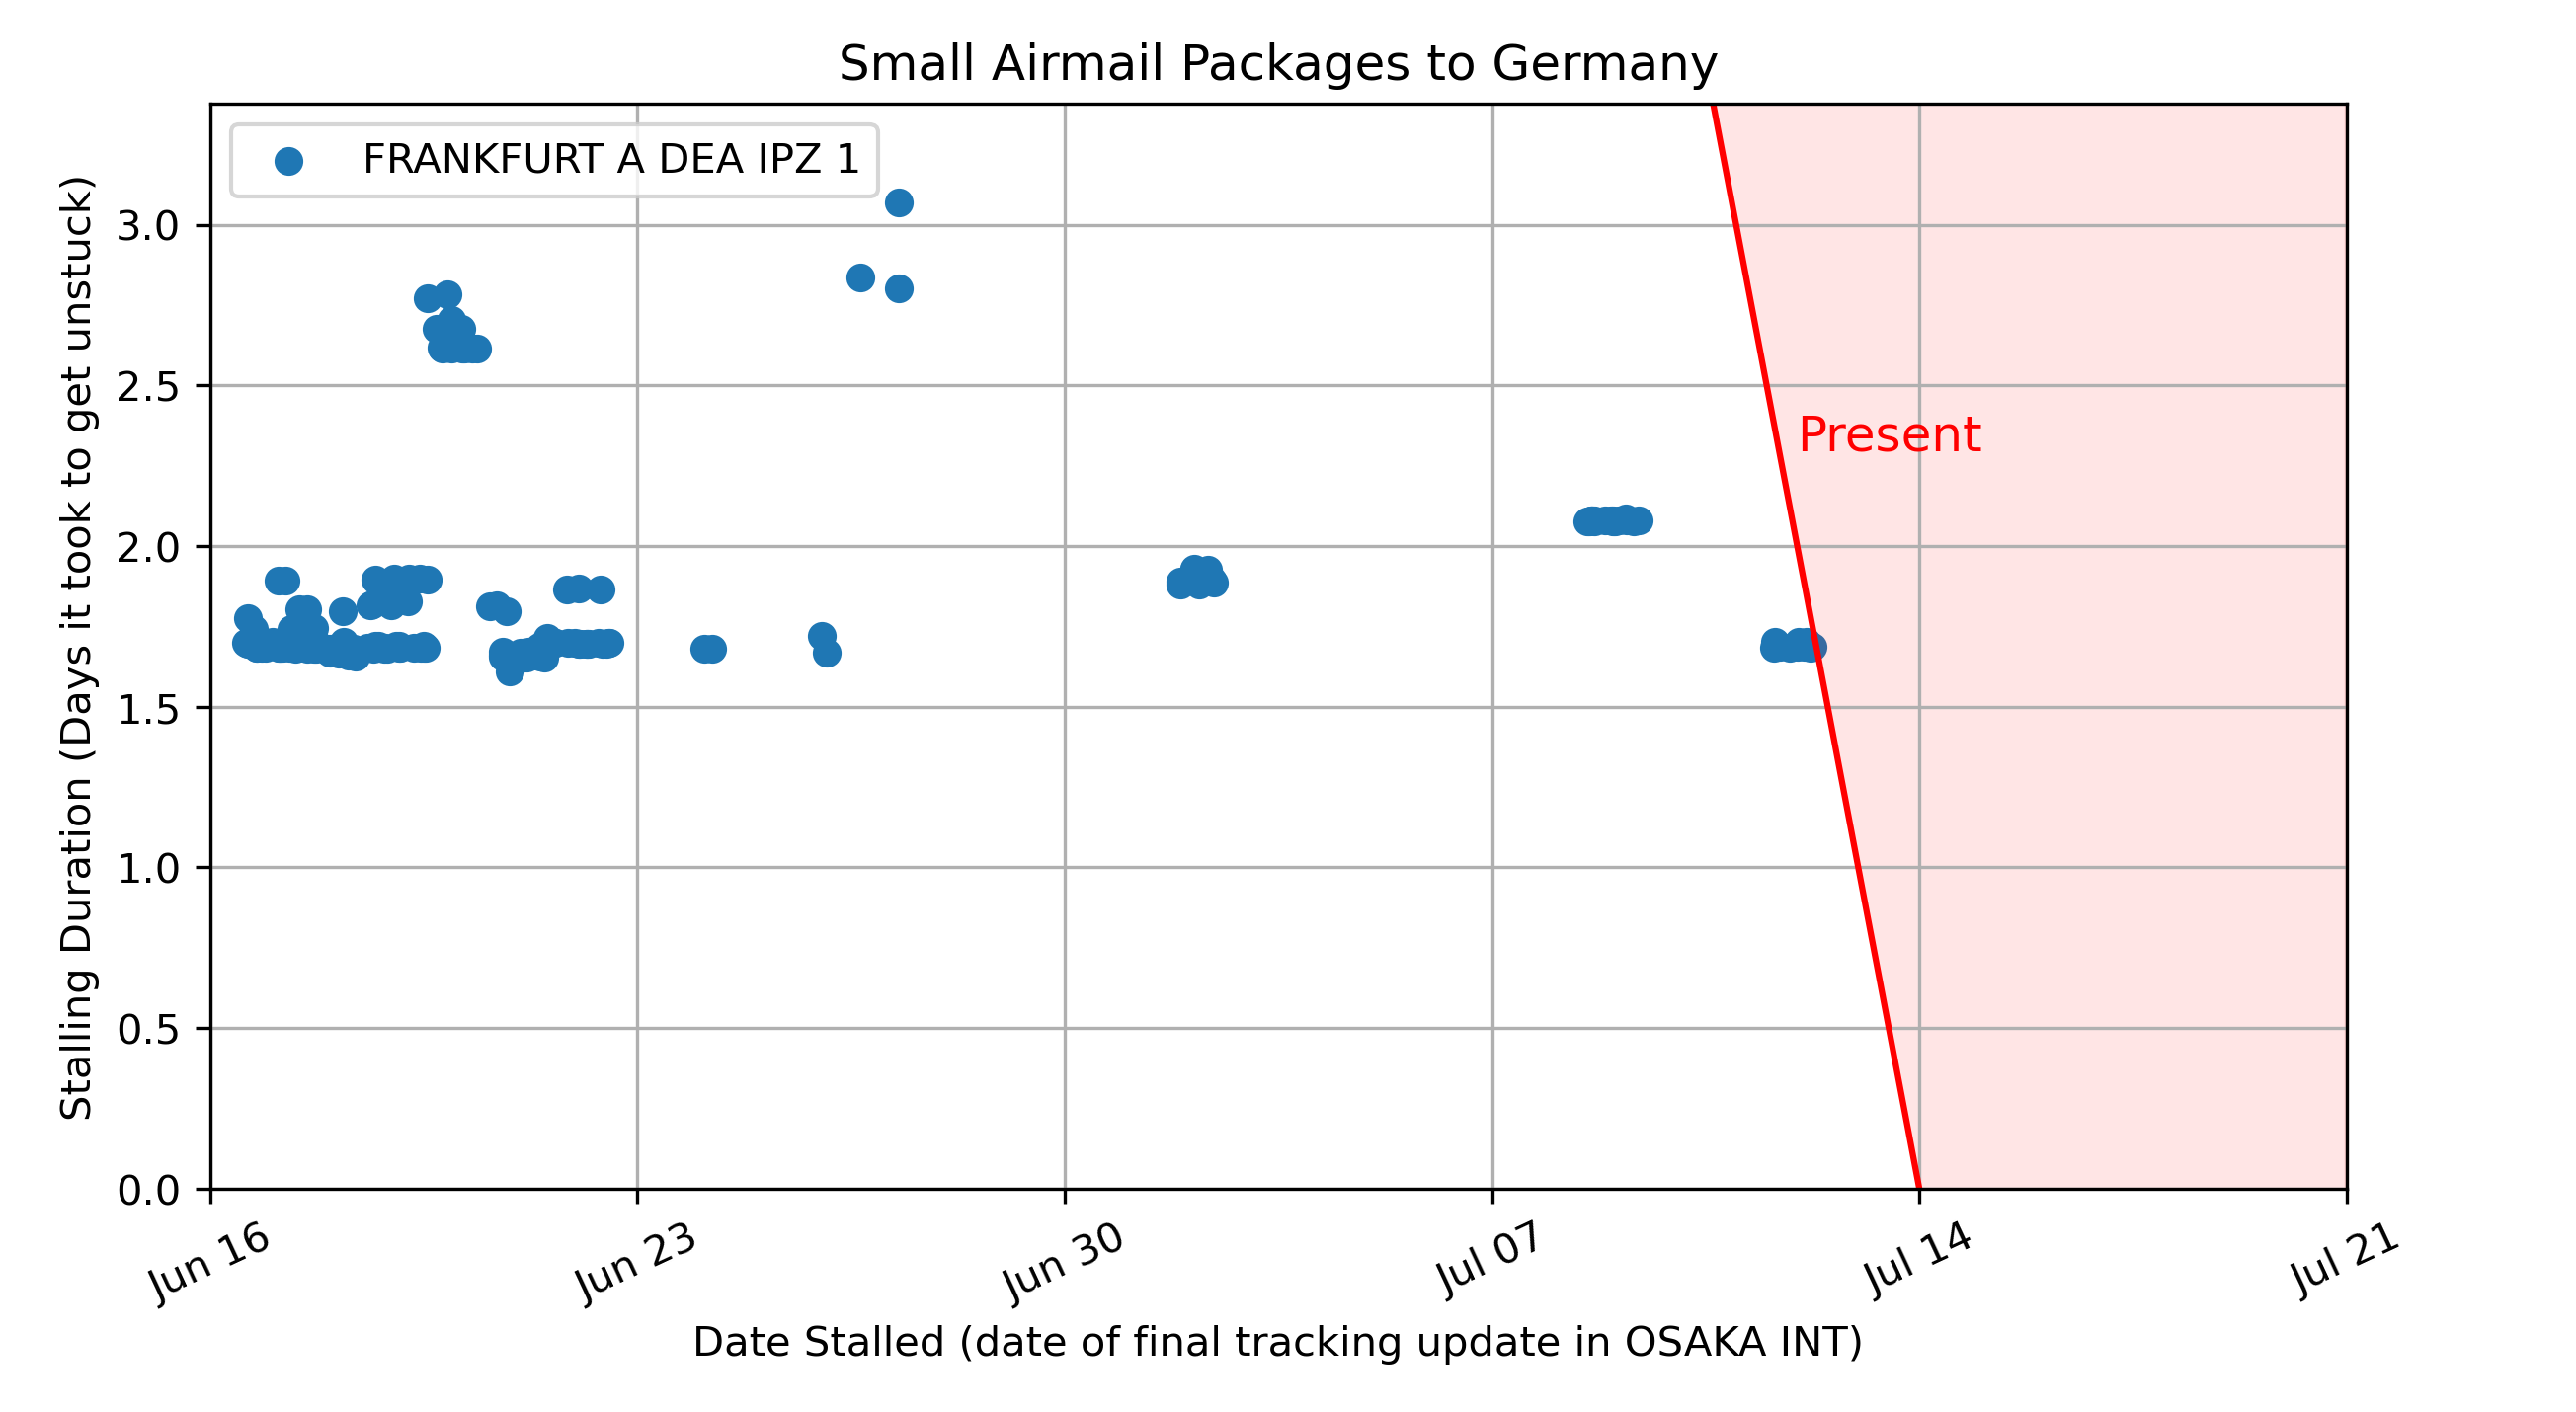 Small Airmail Packages to Germany
FRANKFURT A DEA IPZ 1
Stalling Duration (Days it took to get unstuck)
3.0
2.5
2.0
1.5
1.0
0.5
0.0
Present
Jun 16
Jun 23
Jun 30
Jul 07
Jul 14
Jul 21
Date Stalled (date of final tracking update in OSAKA INT)